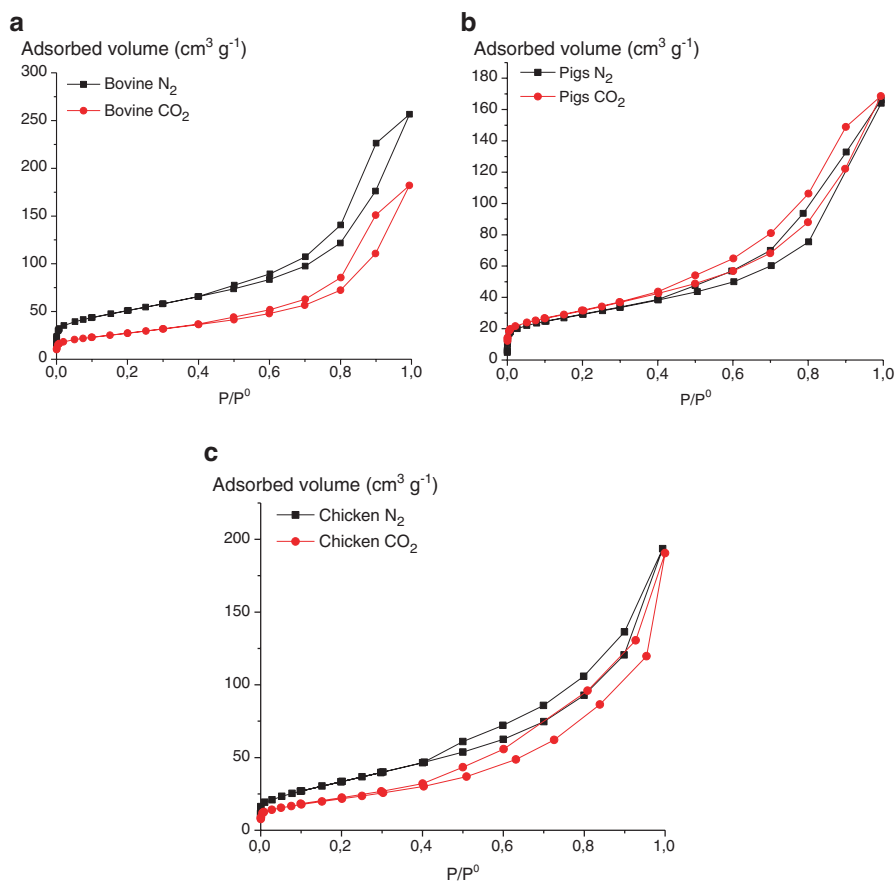 a
Adsorbed volume (cm³ g⁻¹)
300
250
200
150
100
50
0
Bovine N₂
Bovine CO₂
0,0 0,2 0,4 0,6 0,8 1,0
P/P⁰
b
Adsorbed volume (cm³ g⁻¹)
180
160
140
120
100
80
60
40
20
0
Pigs N₂
Pigs CO₂
0,0 0,2 0,4 0,6 0,8 1,0
P/P⁰
c
Adsorbed volume (cm³ g⁻¹)
200
150
100
50
0
Chicken N₂
Chicken CO₂
0,0 0,2 0,4 0,6 0,8 1,0
P/P⁰